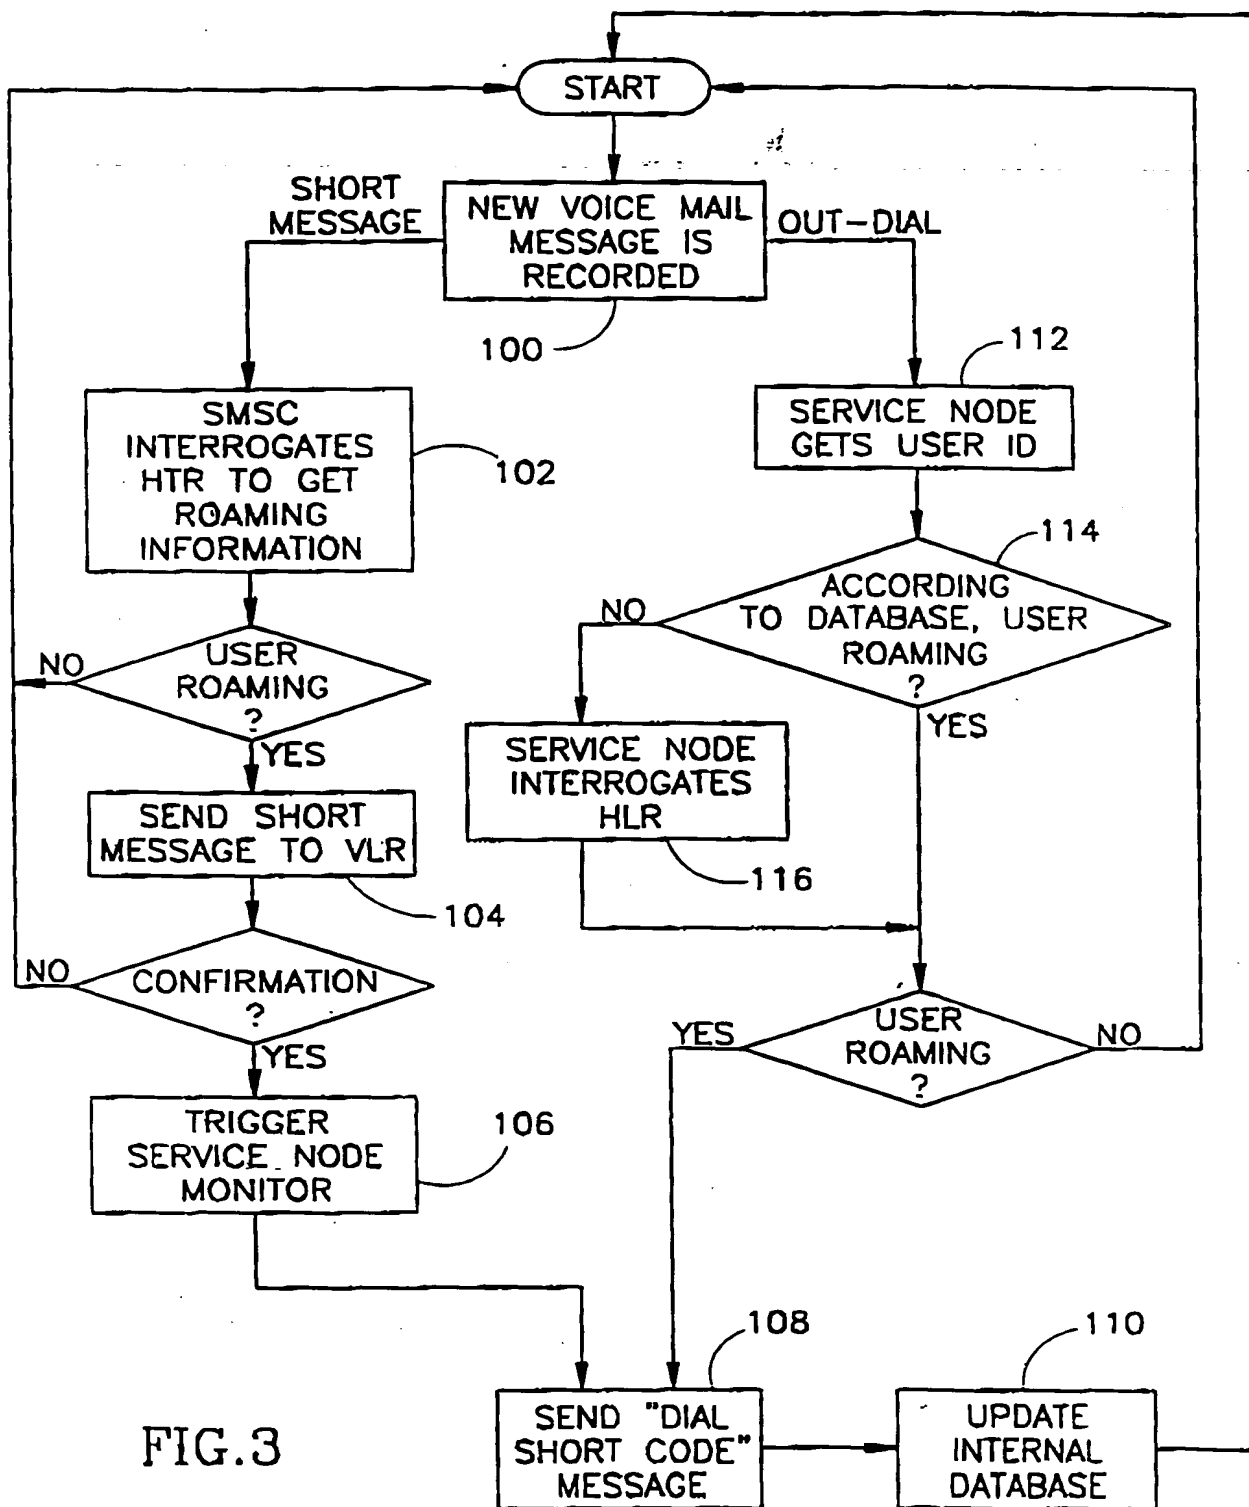 START
SHORT
MESSAGE
NEW VOICE MAIL
MESSAGE IS
RECORDED
OUT-DIAL
100
112
SMSC
INTERROGATES
HTR TO GET
ROAMING
INFORMATION
102
SERVICE NODE
GETS USER ID
114
ACCORDING
TO DATABASE, USER
ROAMING
?
NO
YES
USER
ROAMING
?
NO
YES
SERVICE NODE
INTERROGATES
HLR
116
SEND SHORT
MESSAGE TO VLR
104
CONFIRMATION
?
NO
YES
USER
ROAMING
?
YES
NO
TRIGGER
SERVICE NODE
MONITOR
106
108
110
SEND "DIAL
SHORT CODE"
MESSAGE
UPDATE
INTERNAL
DATABASE
FIG.3